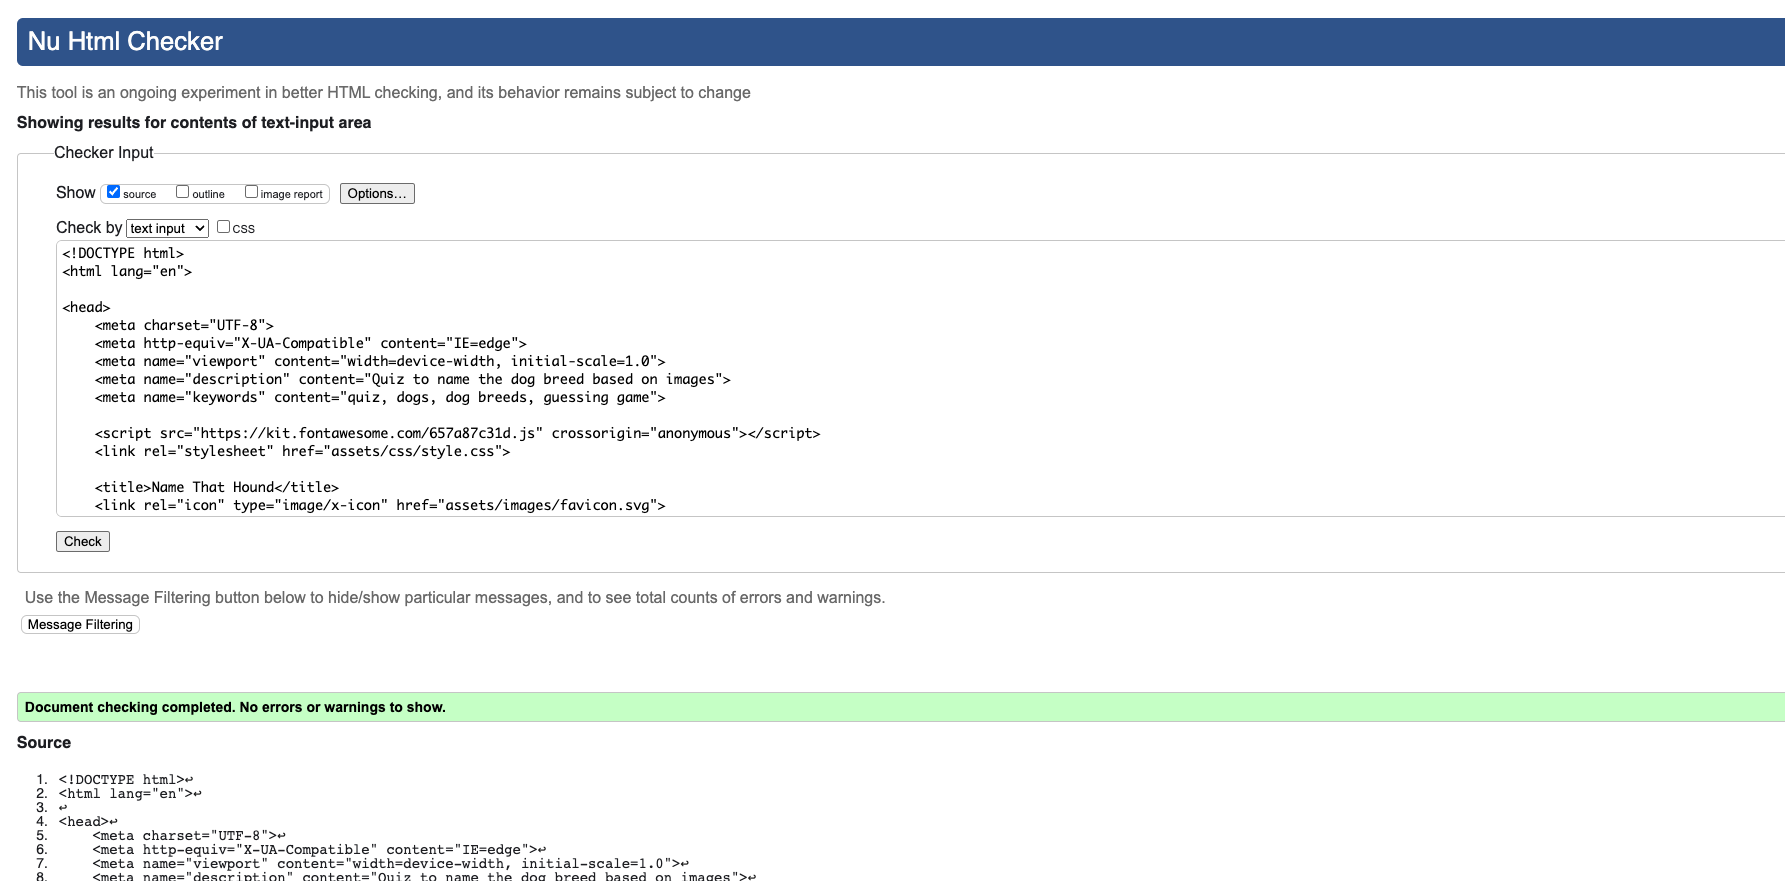 Nu Html Checker
This tool is an ongoing experiment in better HTML checking, and its behavior remains subject to change
Showing results for contents of text-input area
Checker Input
Show source outline image report Options...
Check by text input css
<!DOCTYPE html>
<html lang="en">
<head>
    <meta charset="UTF-8">
    <meta http-equiv="X-UA-Compatible" content="IE=edge">
    <meta name="viewport" content="width=device-width, initial-scale=1.0">
    <meta name="description" content="Quiz to name the dog breed based on images">
    <meta name="keywords" content="quiz, dogs, dog breeds, guessing game">
    <script src="https://kit.fontawesome.com/657a87c31d.js" crossorigin="anonymous"></script>
    <link rel="stylesheet" href="assets/css/style.css">
    <title>Name That Hound</title>
    <link rel="icon" type="image/x-icon" href="assets/images/favicon.svg">
Check
Use the Message Filtering button below to hide/show particular messages, and to see total counts of errors and warnings.
Message Filtering
Document checking completed. No errors or warnings to show.
Source
1. <!DOCTYPE html>↩
2. <html lang="en">↩
3. ↩
4. <head>↩
5.     <meta charset="UTF-8">↩
6.     <meta http-equiv="X-UA-Compatible" content="IE=edge">↩
7.     <meta name="viewport" content="width=device-width, initial-scale=1.0">↩
8.     <meta name="description" content="Quiz to name the dog breed based on images">↩